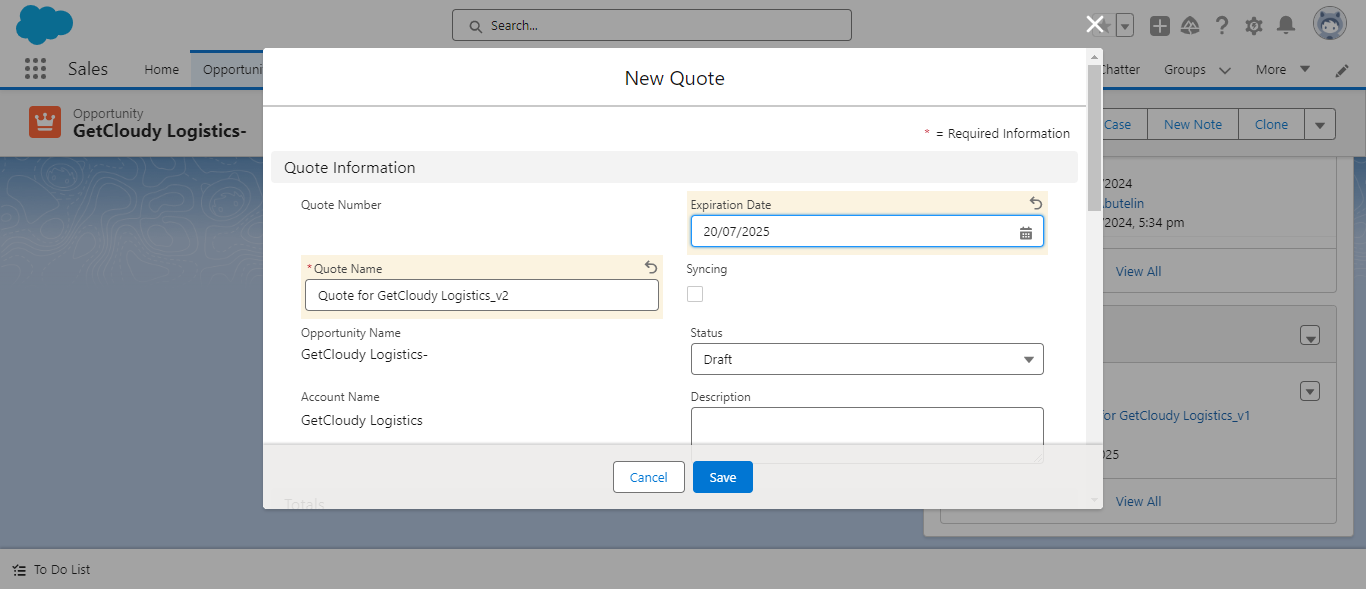 Search...
Sales
Home
Opportuni
Chatter
Groups
More
Opportunity
GetCloudy Logistics-
Case
New Note
Clone
New Quote
* = Required Information
Quote Information
Quote Number
Expiration Date
20/07/2025
*Quote Name
Quote for GetCloudy Logistics_v2
Syncing
Opportunity Name
GetCloudy Logistics-
Status
Draft
Account Name
GetCloudy Logistics
Description
Cancel
Save
Totals
/2024
butelin
/2024, 5:34 pm
View All
for GetCloudy Logistics_v1
025
View All
To Do List